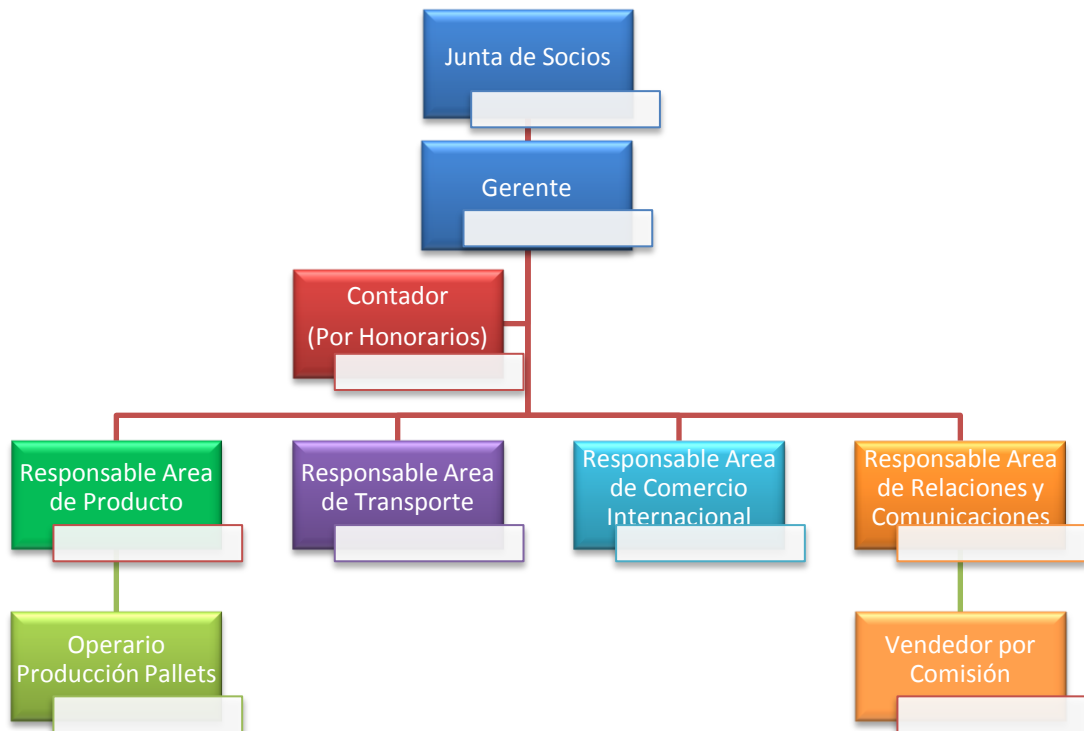 Junta de Socios
Gerente
Contador
(Por Honorarios)
Responsable Area
de Producto
Responsable Area
de Transporte
Responsable Area
de Comercio
Internacional
Responsable Area
de Relaciones y
Comunicaciones
Operario
Producción Pallets
Vendedor por
Comisión